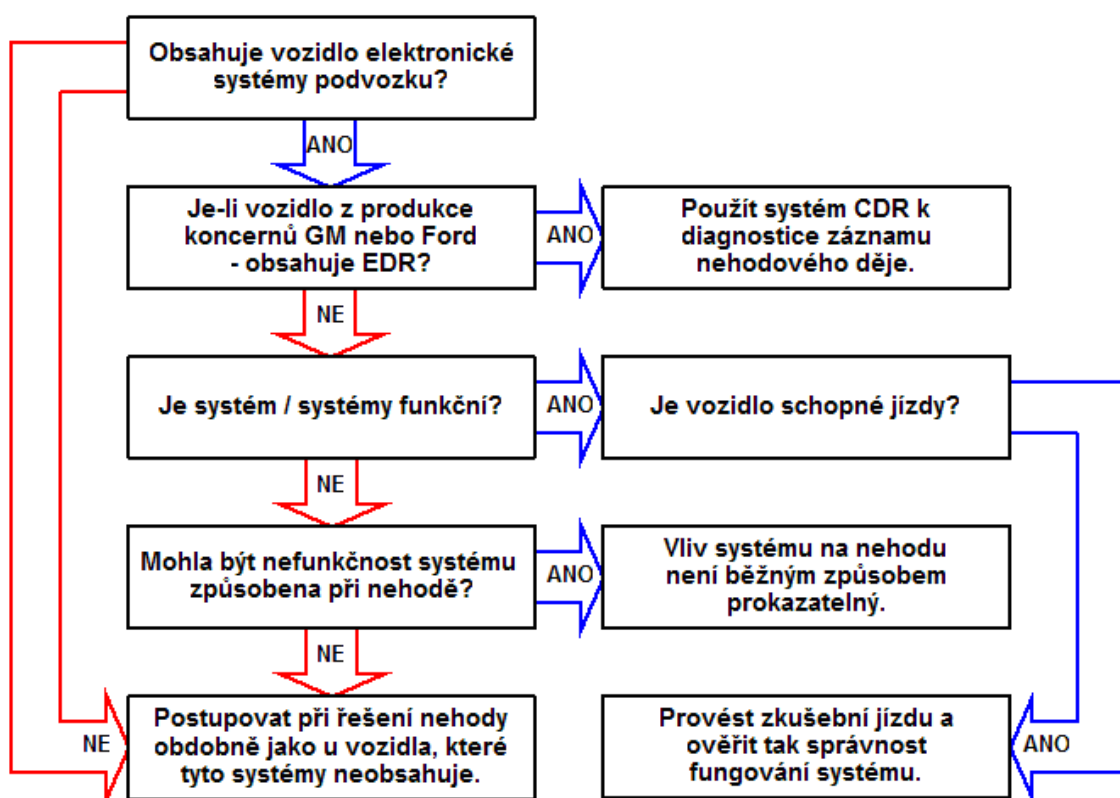 Obsahuje vozidlo elektronické
systémy podvozku?
ANO
Je-li vozidlo z produkce
koncernů GM nebo Ford
- obsahuje EDR?
ANO
Použít systém CDR k
diagnostice záznamu
nehodového děje.
NE
Je systém / systémy funkční?
ANO
Je vozidlo schopné jízdy?
NE
Mohla být nefunkčnost systému
způsobena při nehodě?
ANO
Vliv systému na nehodu
není běžným způsobem
prokazatelný.
NE
NE
Postupovat při řešení nehody
obdobně jako u vozidla, které
tyto systémy neobsahuje.
Provést zkušební jízdu a
ověřit tak správnost
fungování systému.
ANO